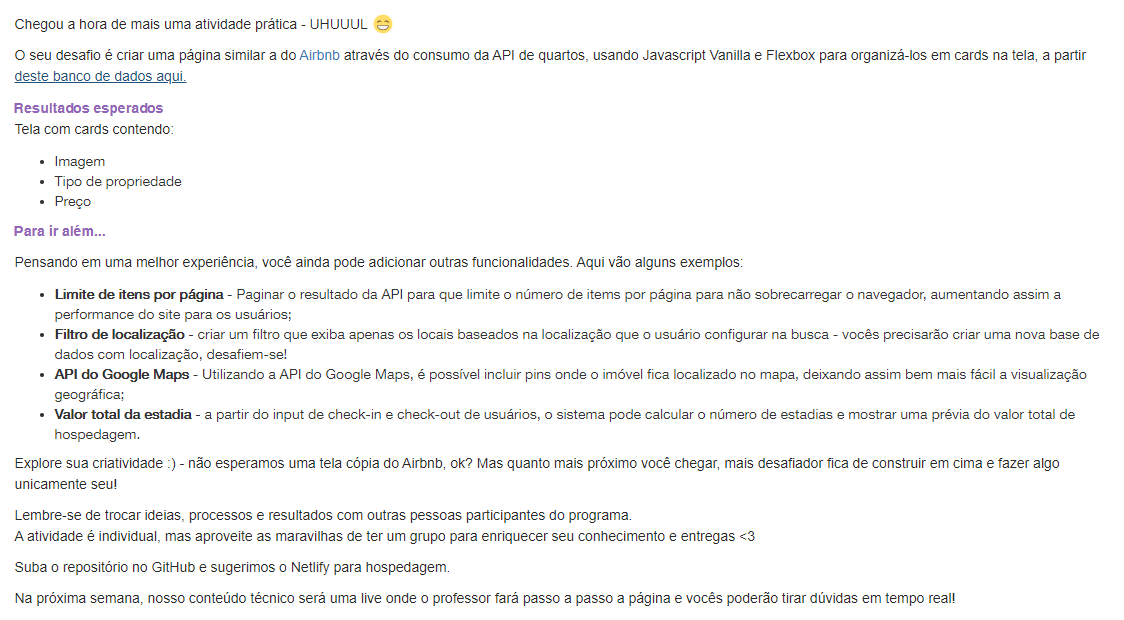 Chegou a hora de mais uma atividade prática - UHUUUL 😁
O seu desafio é criar uma página similar a do Airbnb através do consumo da API de quartos, usando Javascript Vanilla e Flexbox para organizá-los em cards na tela, a partir
deste banco de dados aqui.
Resultados esperados
Tela com cards contendo:
• Imagem
• Tipo de propriedade
• Preço
Para ir além...
Pensando em uma melhor experiência, você ainda pode adicionar outras funcionalidades. Aqui vão alguns exemplos:
• Limite de itens por página - Paginar o resultado da API para que limite o número de items por página para não sobrecarregar o navegador, aumentando assim a
performance do site para os usuários;
• Filtro de localização - criar um filtro que exiba apenas os locais baseados na localização que o usuário configurar na busca - vocês precisarão criar uma nova base de
dados com localização, desafiem-se!
• API do Google Maps - Utilizando a API do Google Maps, é possível incluir pins onde o imóvel fica localizado no mapa, deixando assim bem mais fácil a visualização
geográfica;
• Valor total da estadia - a partir do input de check-in e check-out de usuários, o sistema pode calcular o número de estadias e mostrar uma prévia do valor total de
hospedagem.
Explore sua criatividade :) - não esperamos uma tela cópia do Airbnb, ok? Mas quanto mais próximo você chegar, mais desafiador fica de construir em cima e fazer algo
unicamente seu!
Lembre-se de trocar ideias, processos e resultados com outras pessoas participantes do programa.
A atividade é individual, mas aproveite as maravilhas de ter um grupo para enriquecer seu conhecimento e entregas <3
Suba o repositório no GitHub e sugerimos o Netlify para hospedagem.
Na próxima semana, nosso conteúdo técnico será uma live onde o professor fará passo a passo a página e vocês poderão tirar dúvidas em tempo real!